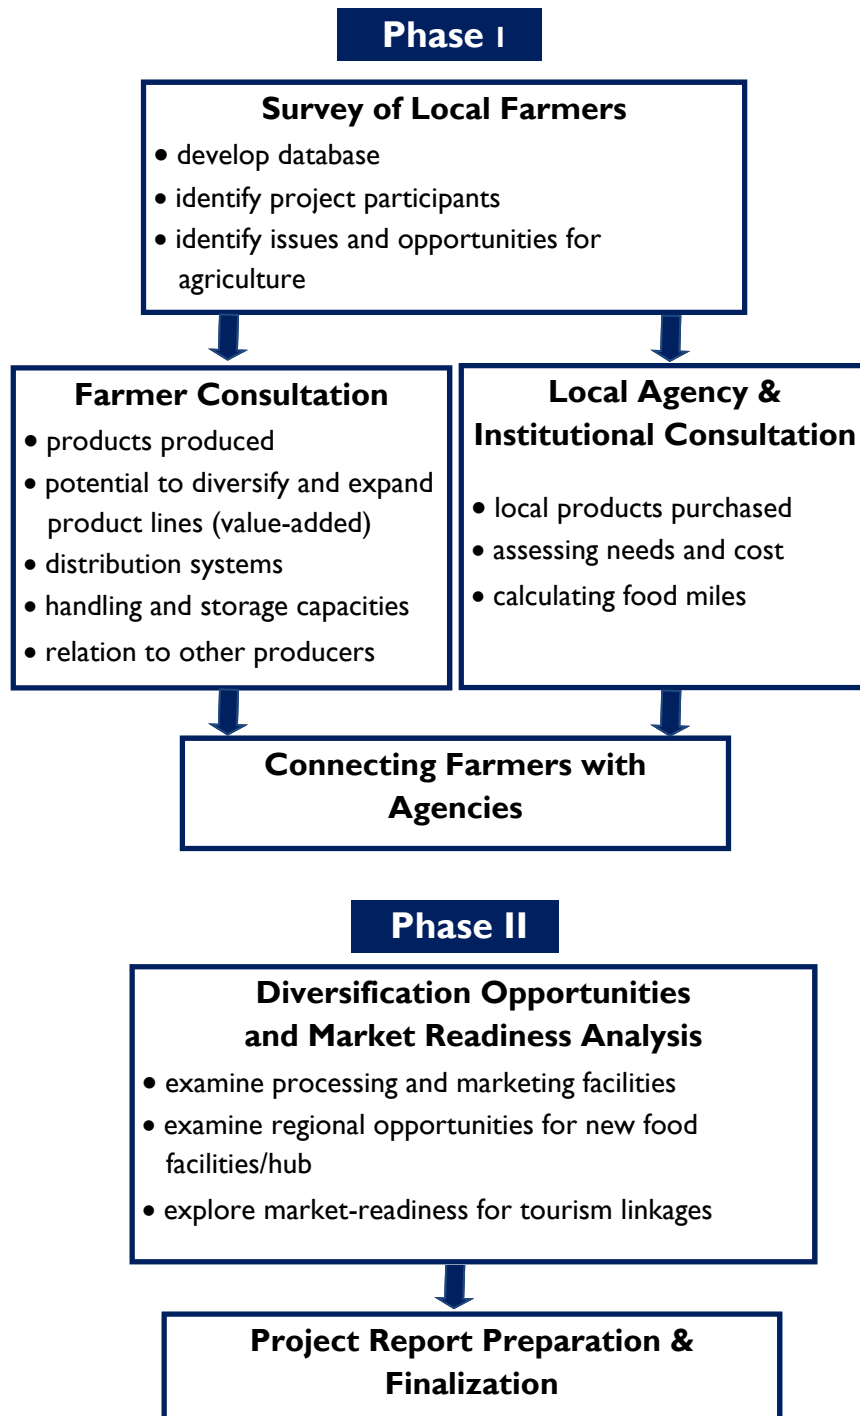 Phase I
Survey of Local Farmers
• develop database
• identify project participants
• identify issues and opportunities for
agriculture
Farmer Consultation
• products produced
• potential to diversify and expand
product lines (value-added)
• distribution systems
• handling and storage capacities
• relation to other producers
Local Agency &
Institutional Consultation
• local products purchased
• assessing needs and cost
• calculating food miles
Connecting Farmers with
Agencies
Phase II
Diversification Opportunities
and Market Readiness Analysis
• examine processing and marketing facilities
• examine regional opportunities for new food
facilities/hub
• explore market-readiness for tourism linkages
Project Report Preparation &
Finalization